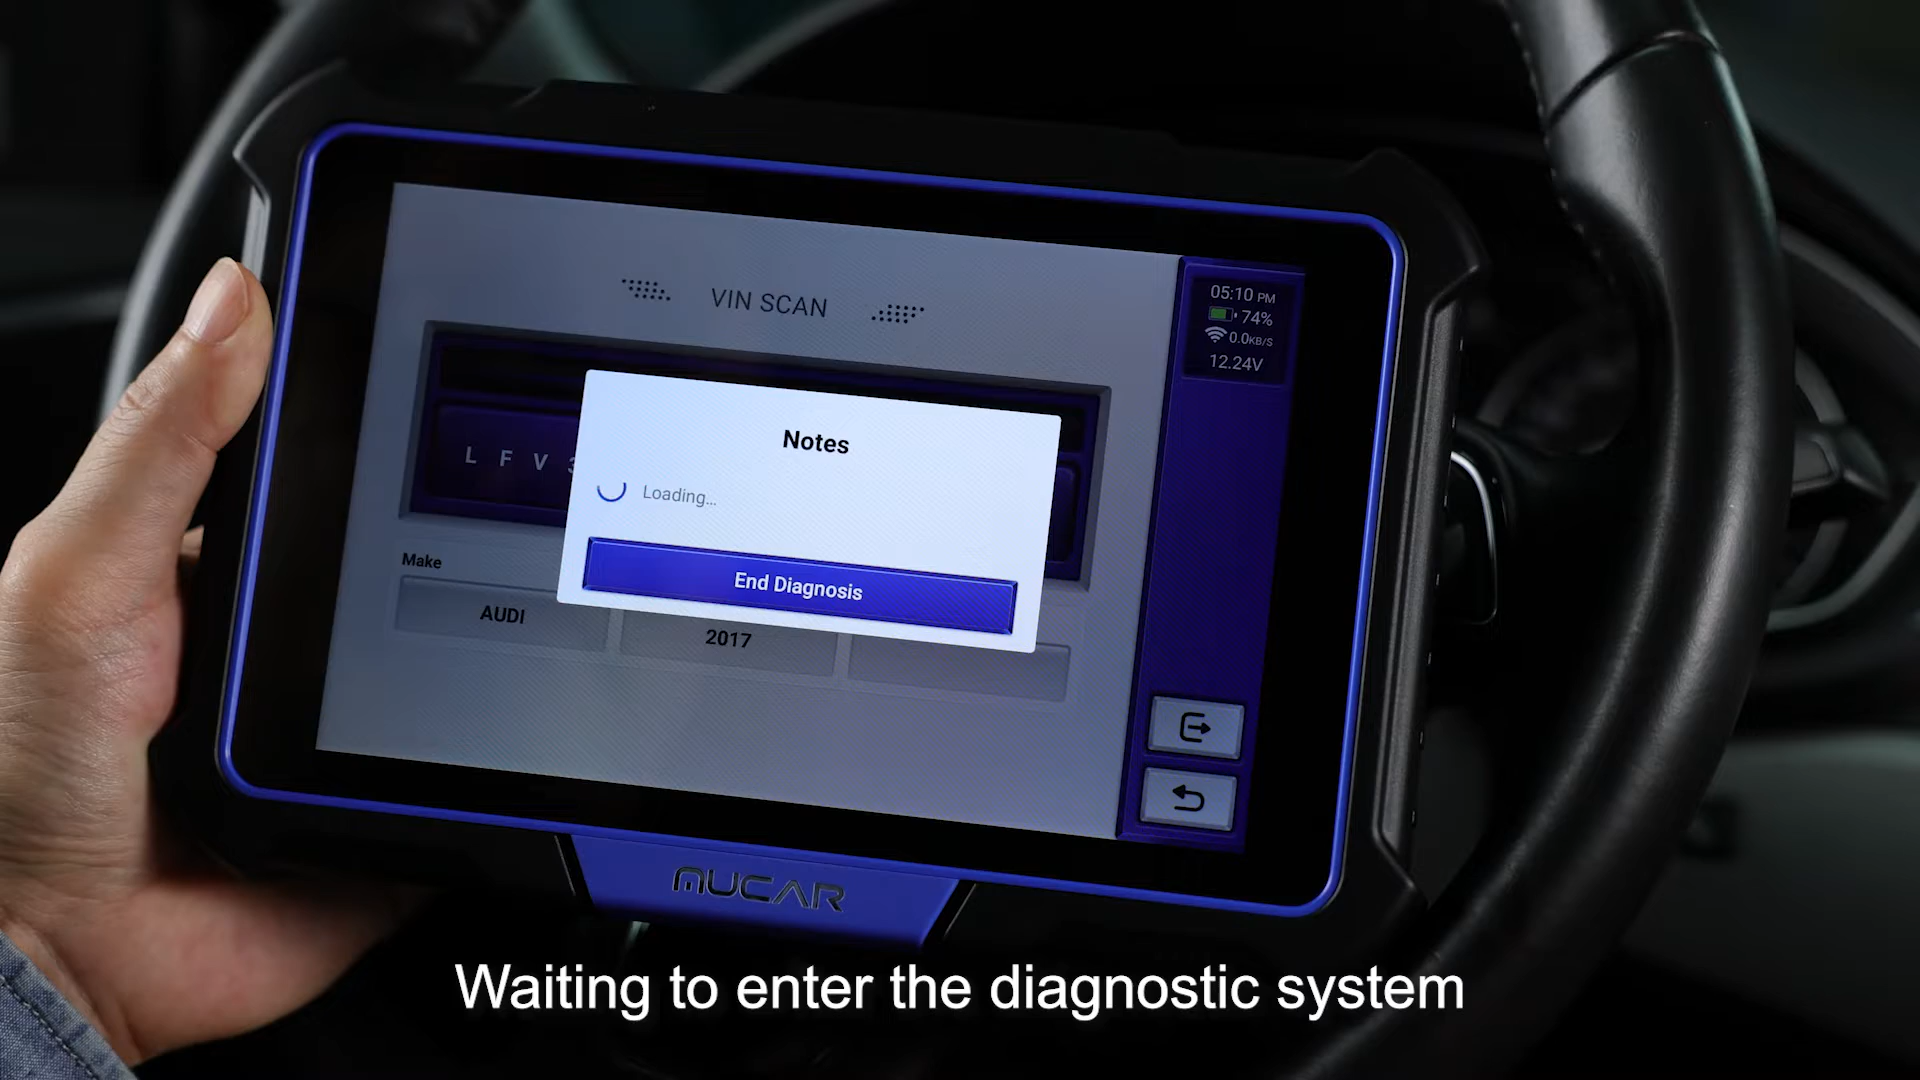 VIN SCAN
05:10 PM
74%
0.0KB/S
12.24V
L F V
Notes
Loading...
End Diagnosis
Make
AUDI
2017
MUCAR
Waiting to enter the diagnostic system